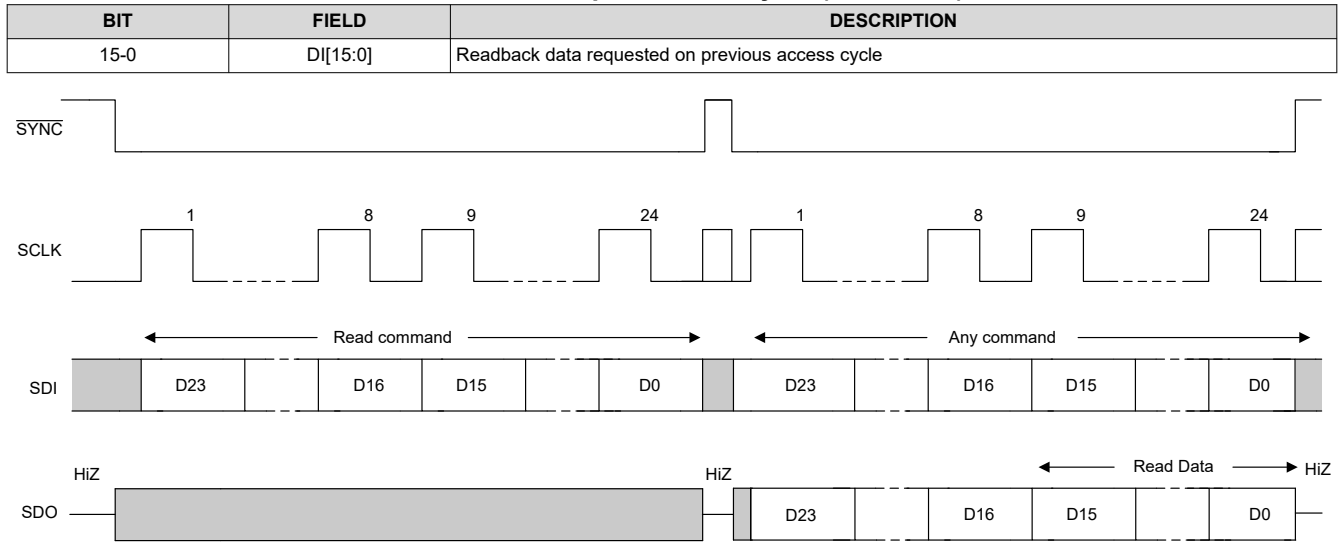 BIT FIELD DESCRIPTION
15-0 DI[15:0] Readback data requested on previous access cycle
SYNC
1 8 9 24 1 8 9 24
SCLK
Read command Any command
SDI D23 D16 D15 D0 D23 D16 D15 D0
Read Data
HiZ HiZ HiZ
SDO D23 D16 D15 D0